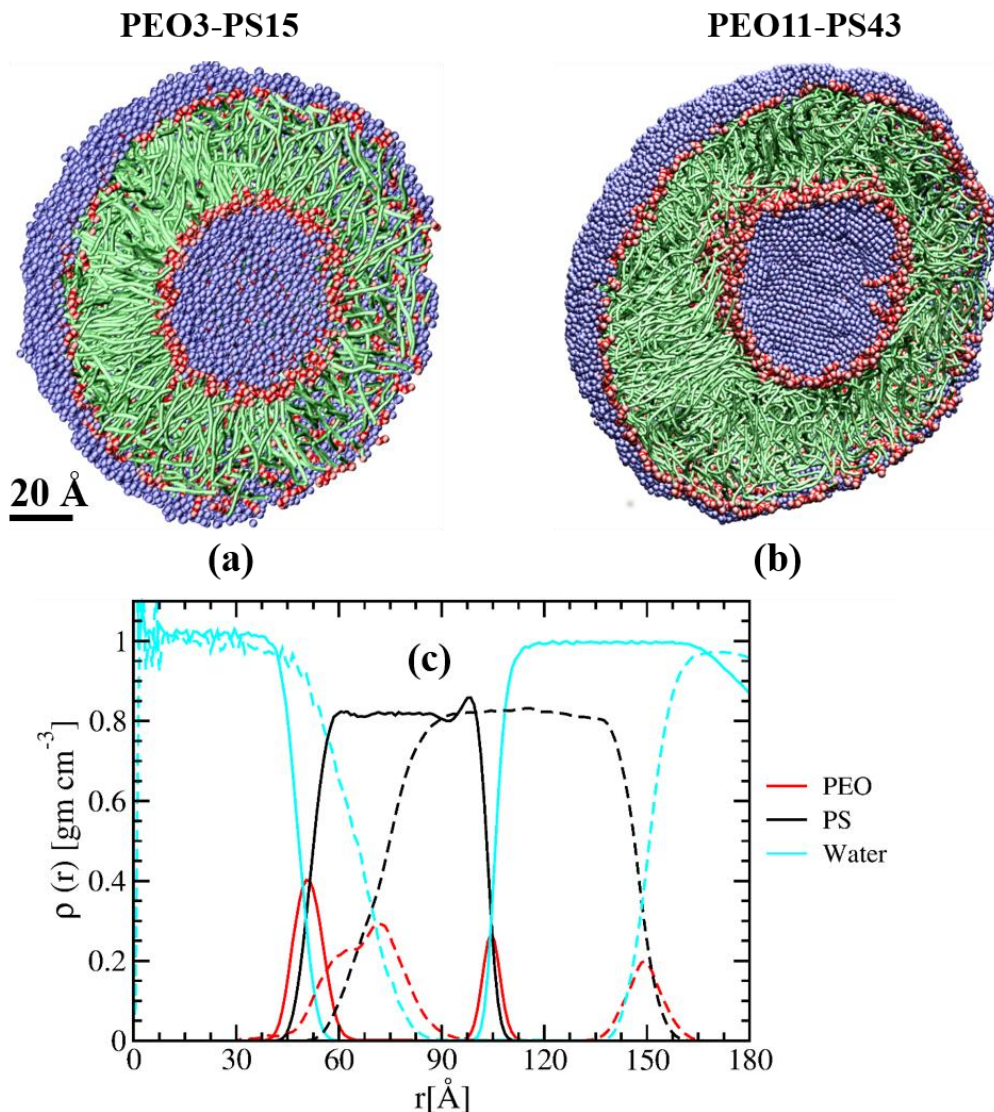 PEO3-PS15 PEO11-PS43
20 Å
(a) (b)
(c)
1
0.8
0.6
0.4
0.2
0
ρ (r) [gm cm⁻³]
0 30 60 90 120 150 180
r[Å]
PEO
PS
Water